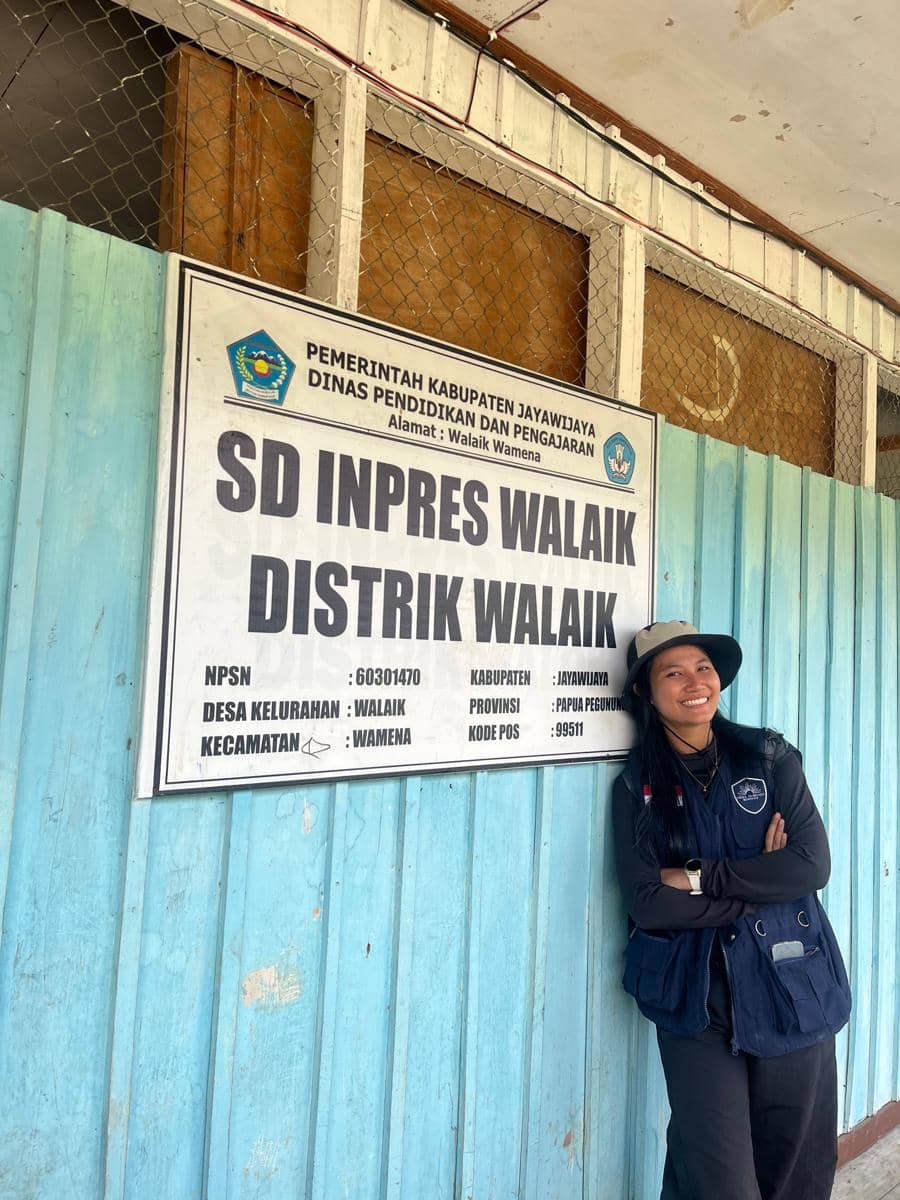 PEMERINTAH KABUPATEN JAYAWIJAYA
DINAS PENDIDIKAN DAN PENGAJARAN
Alamat : Walaik Wamena
SD INPRES WALAIK
DISTRIK WALAIK
NPSN : 60301470
DESA KELURAHAN : WALAIK
KECAMATAN : WAMENA
KABUPATEN : JAYAWIJAYA
PROVINSI : PAPUA PEGUNUN
KODE POS : 99511